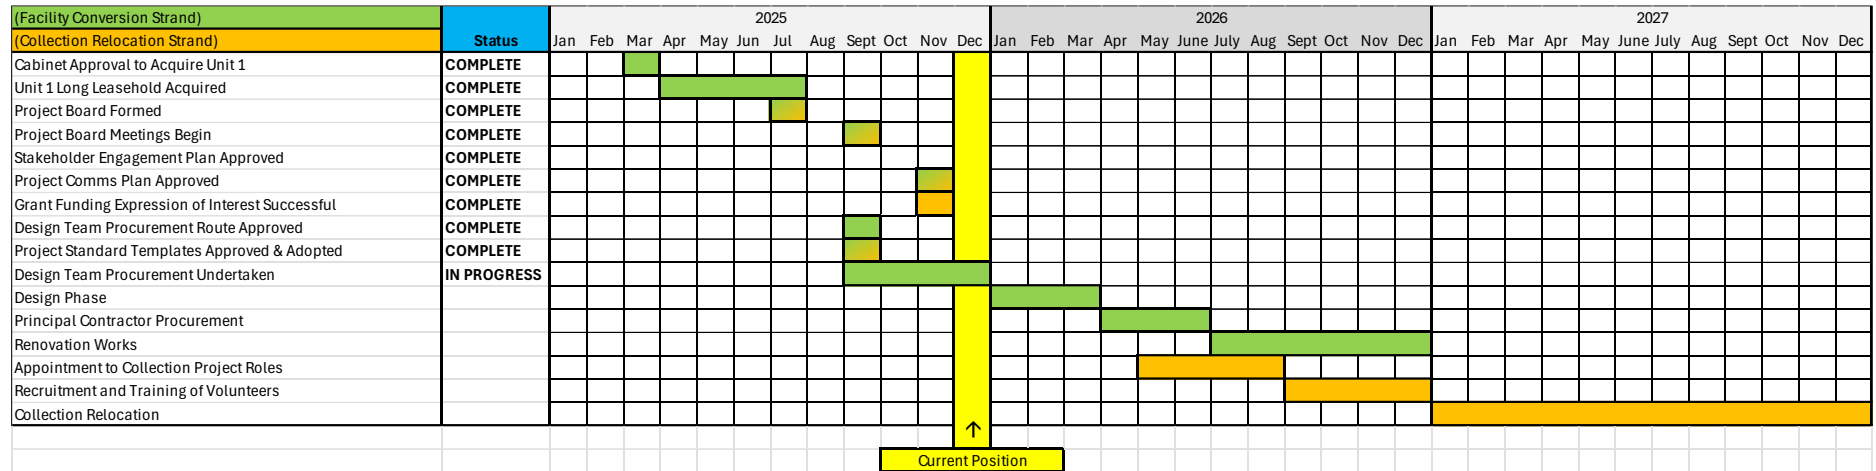 (Facility Conversion Strand) 2025 2026 2027
(Collection Relocation Strand) Status Jan Feb Mar Apr May Jun Jul Aug Sept Oct Nov Dec Jan Feb Mar Apr May June July Aug Sept Oct Nov Dec Jan Feb Mar Apr May June July Aug Sept Oct Nov Dec
Cabinet Approval to Acquire Unit 1 COMPLETE
Unit 1 Long Leasehold Acquired COMPLETE
Project Board Formed COMPLETE
Project Board Meetings Begin COMPLETE
Stakeholder Engagement Plan Approved COMPLETE
Project Comms Plan Approved COMPLETE
Grant Funding Expression of Interest Successful COMPLETE
Design Team Procurement Route Approved COMPLETE
Project Standard Templates Approved & Adopted COMPLETE
Design Team Procurement Undertaken IN PROGRESS
Design Phase
Principal Contractor Procurement
Renovation Works
Appointment to Collection Project Roles
Recruitment and Training of Volunteers
Collection Relocation
↑
Current Position